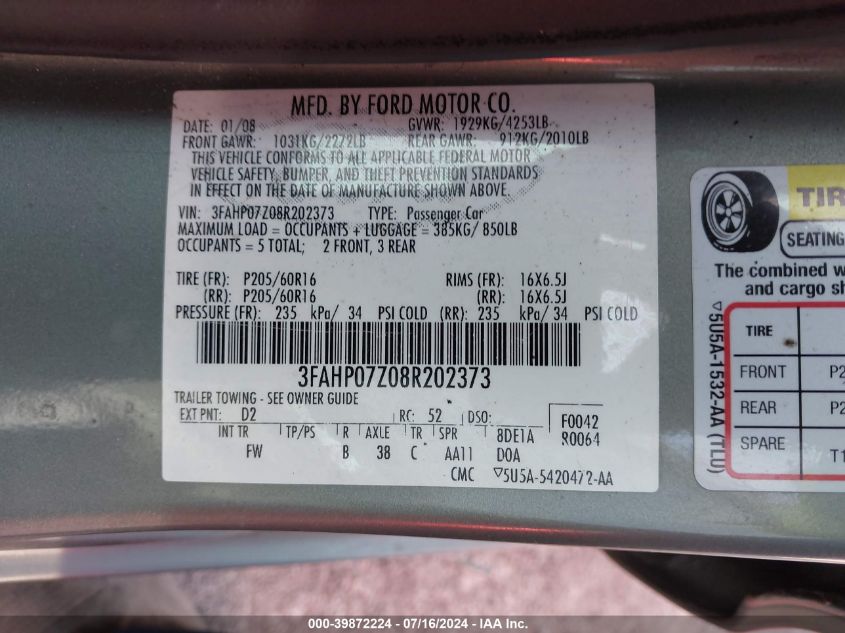 MFD. BY FORD MOTOR CO.
DATE: 01/08 GVWR: 1929KG/4253LB
FRONT GAWR: 1031KG/2272LB REAR GAWR: 912KG/2010LB
THIS VEHICLE CONFORMS TO ALL APPLICABLE FEDERAL MOTOR
VEHICLE SAFETY, BUMPER, AND THEFT PREVENTION STANDARDS
IN EFFECT ON THE DATE OF MANUFACTURE SHOWN ABOVE.
VIN: 3FAHP07Z08R202373 TYPE: Passenger Car
MAXIMUM LOAD = OCCUPANTS + LUGGAGE = 385KG/ 850LB
OCCUPANTS = 5 TOTAL; 2 FRONT, 3 REAR
TIRE (FR): P205/60R16 RIMS (FR): 16X6.5J
(RR): P205/60R16 (RR): 16X6.5J
PRESSURE (FR): 235 kPa/ 34 PSI COLD (RR): 235 kPa/ 34 PSI COLD
3FAHP07Z08R202373
TRAILER TOWING - SEE OWNER GUIDE
EXT PNT: D2 RC: 52 DSO: F0042
INT TR TP/PS R AXLE TR SPR 8DE1A R0064
FW B 38 C AA11 DOA
CMC ▽5U5A-5420472-AA
TIR
SEATING
The combined w
and cargo sh
TIRE
FRONT P2
REAR P2
SPARE T1
▽5U5A-1532-AA (TLU)
000-39872224 - 07/16/2024 - IAAI Holdings, Inc.